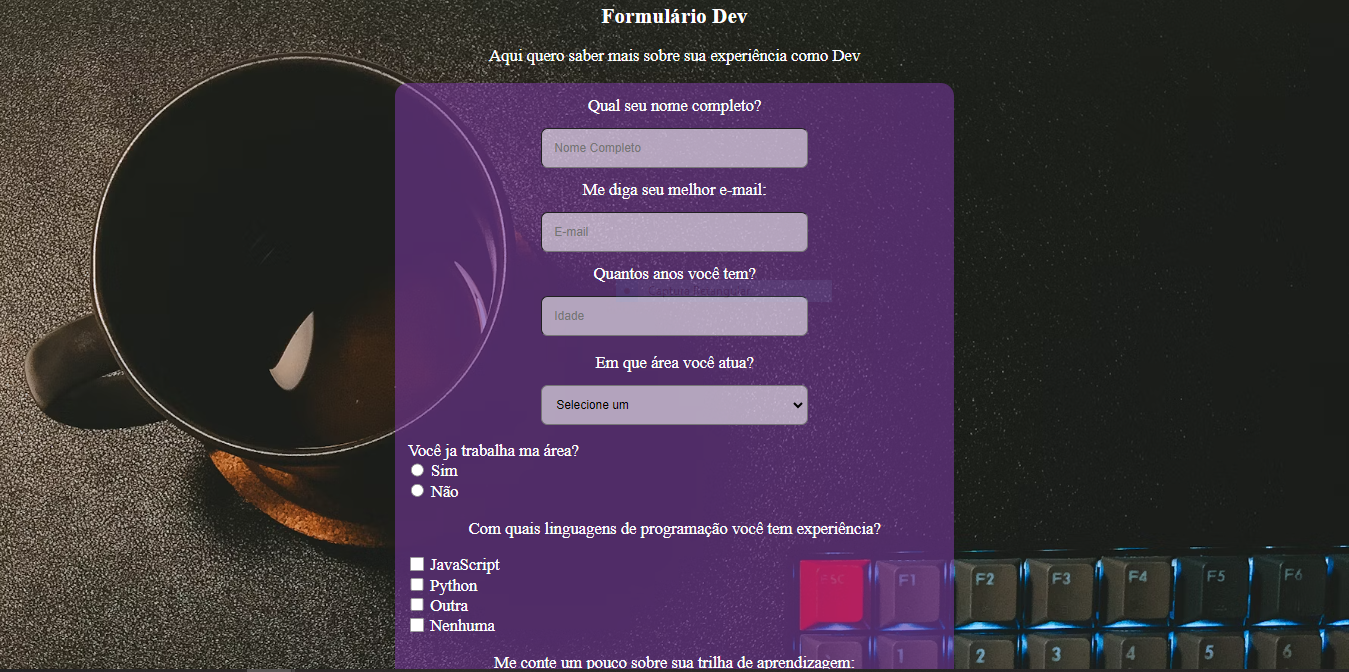 Formulário Dev
Aqui quero saber mais sobre sua experiência como Dev
Qual seu nome completo?
Nome Completo
Me diga seu melhor e-mail:
E-mail
Quantos anos você tem?
Idade
Em que área você atua?
Selecione um
Você ja trabalha ma área?
Sim
Não
Com quais linguagens de programação você tem experiência?
JavaScript
Python
Outra
Nenhuma
ESC F1 F2 F3 F4 F5 F6
Me conte um pouco sobre sua trilha de aprendizagem:
1 2 3 4 5 6